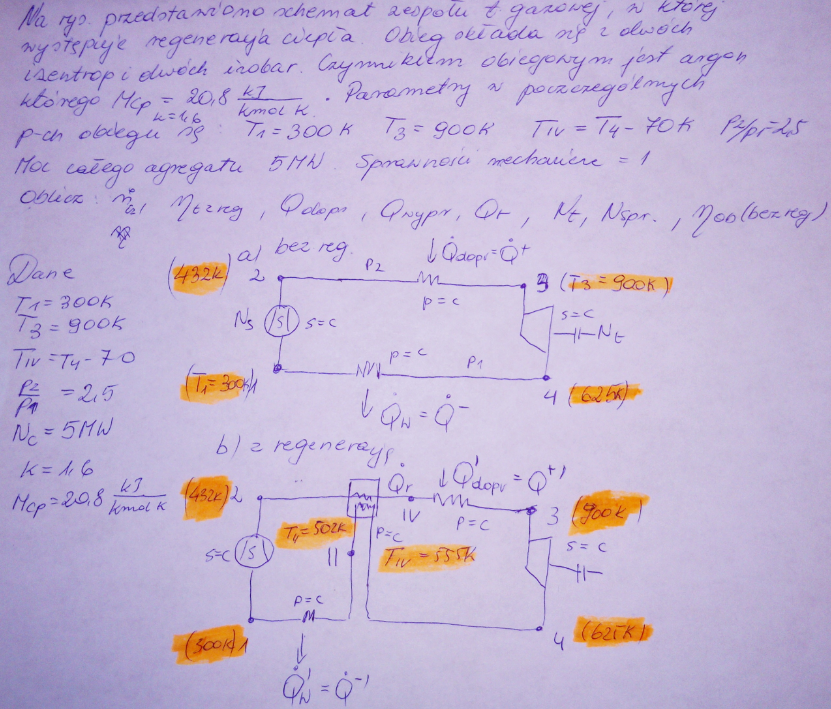 Na rys. przedstawiono schemat zespołu t. gazowej, w której
występuje regeneracja ciepła. Obieg składa się z dwóch
izentrop i dwóch izobar. Czynnikiem obiegowym jest argon
którego Mcp = 20,8 kJ/kmol K. Parametry w poszczególnych
k=1,6
p-ch obiegu są: T1=300K T3=900K TIV=T4-70K P2/p1=2,5
Moc całego agregatu 5MW. Sprawności mechanicze = 1
Oblicz: ηt z reg, Qdopr, Qwypr, Qr, Nt, Nspr., ηob (bez reg)
Dane
T1=300K
T3=900K
TIV=T4-70
P2/P1 = 2,5
Nc=5MW
k=1,6
Mcp=20,8 kJ/kmol K
a) bez reg.
(432K) 2
P2
Q̇dopr=Q̇+
p=c
3 (T3=900K)
Ns
s=c
s=c
Nt
(T1=300K) 1
p=c
P1
4 (625K)
Q̇w = Q̇-
b) z regeneracją
(432K) 2
Q̇r
Q̇'dopr = Q+'
IV
p=c
3 (900K)
T4=502K
p=c
TIV=555K
s=c
II
s=c
p=c
(300K) 1
4 (625K)
Q̇'w = Q̇-'